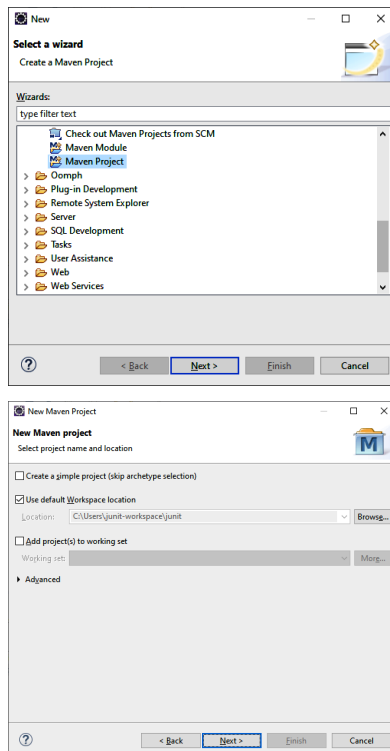 New
Select a wizard
Create a Maven Project
Wizards:
type filter text
Check out Maven Projects from SCM
Maven Module
Maven Project
Oomph
Plug-in Development
Remote System Explorer
Server
SQL Development
Tasks
User Assistance
Web
Web Services
< Back Next > Finish Cancel
New Maven Project
New Maven project
Select project name and location
M
Create a simple project (skip archetype selection)
Use default Workspace location
Location: C:\Users\junit-workspace\junit Browse...
Add project(s) to working set
Working set: More...
Advanced
< Back Next > Finish Cancel